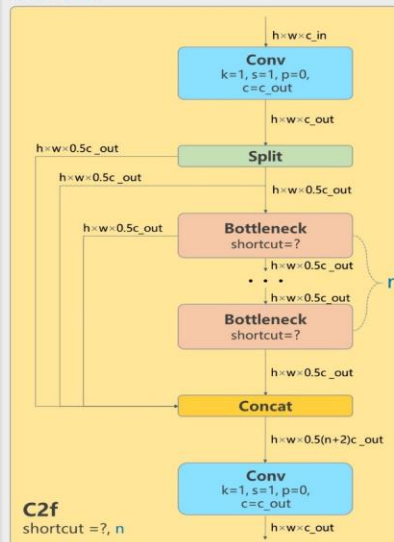 h×w×c_in
Conv
k=1, s=1, p=0,
c=c_out
h×w×c_out
h×w×0.5c_out
Split
h×w×0.5c_out
h×w×0.5c_out
h×w×0.5c_out
Bottleneck
shortcut=?
h×w×0.5c_out
...
n
h×w×0.5c_out
Bottleneck
shortcut=?
h×w×0.5c_out
Concat
h×w×0.5(n+2)c_out
Conv
k=1, s=1, p=0,
c=c_out
C2f
shortcut =?, n
h×w×c_out